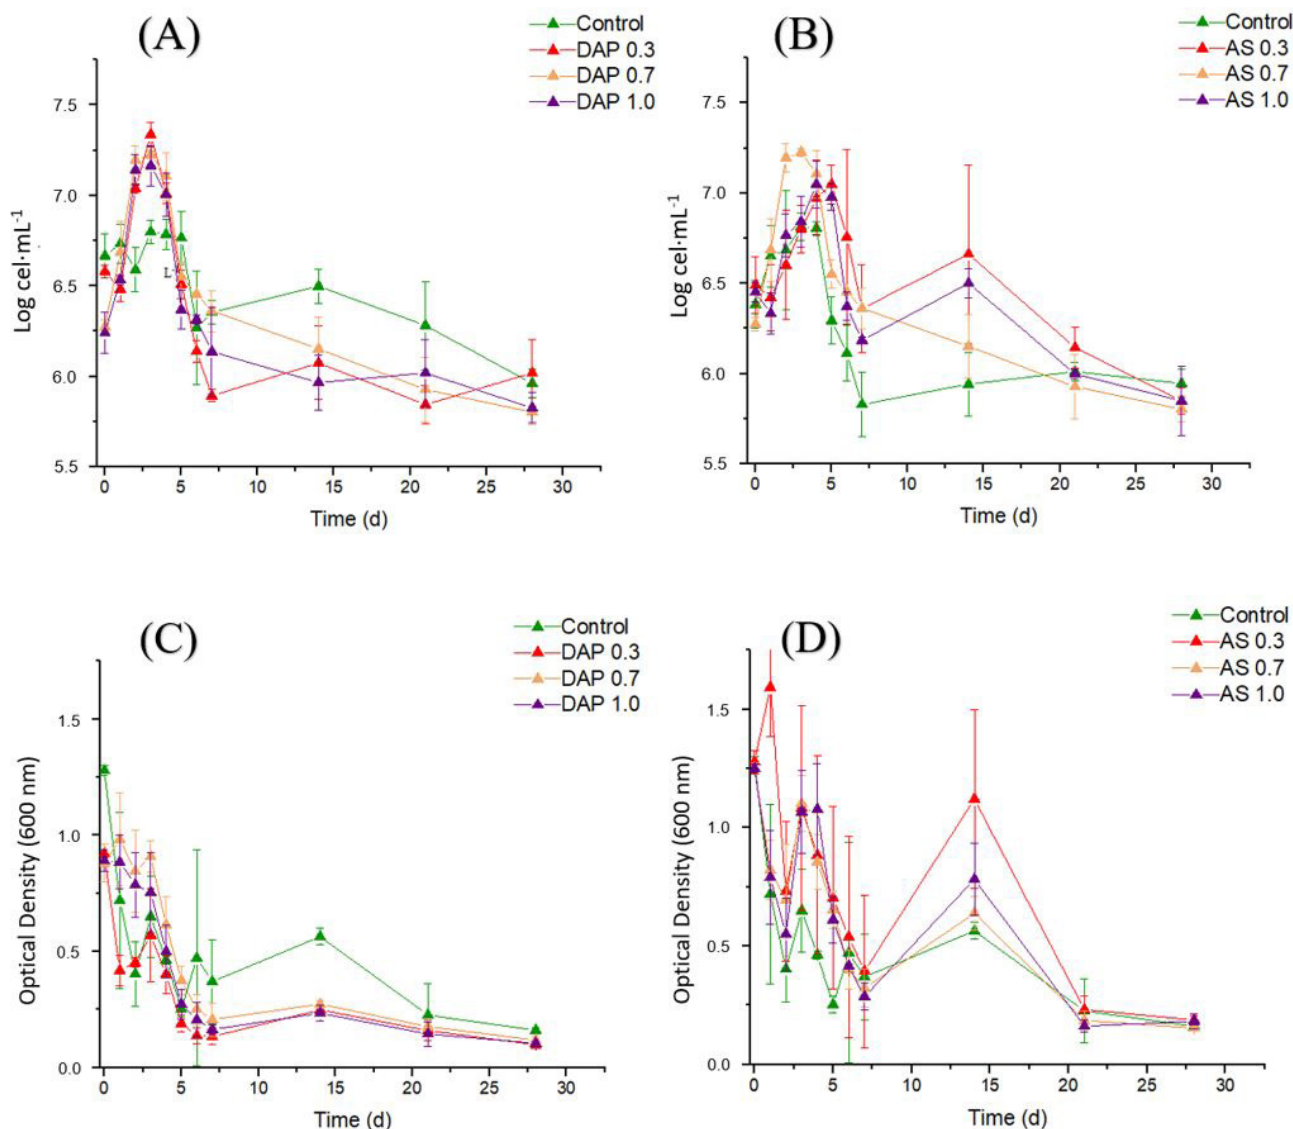 (A)
Control
DAP 0.3
DAP 0.7
DAP 1.0
7.5
7.0
6.5
6.0
5.5
Log cel·mL-1
0 5 10 15 20 25 30
Time (d)
(B)
Control
AS 0.3
AS 0.7
AS 1.0
7.5
7.0
6.5
6.0
5.5
Log cel·mL-1
0 5 10 15 20 25 30
Time (d)
(C)
Control
DAP 0.3
DAP 0.7
DAP 1.0
1.5
1.0
0.5
0.0
Optical Density (600 nm)
0 5 10 15 20 25 30
Time (d)
(D)
Control
AS 0.3
AS 0.7
AS 1.0
1.5
1.0
0.5
0.0
Optical Density (600 nm)
0 5 10 15 20 25 30
Time (d)